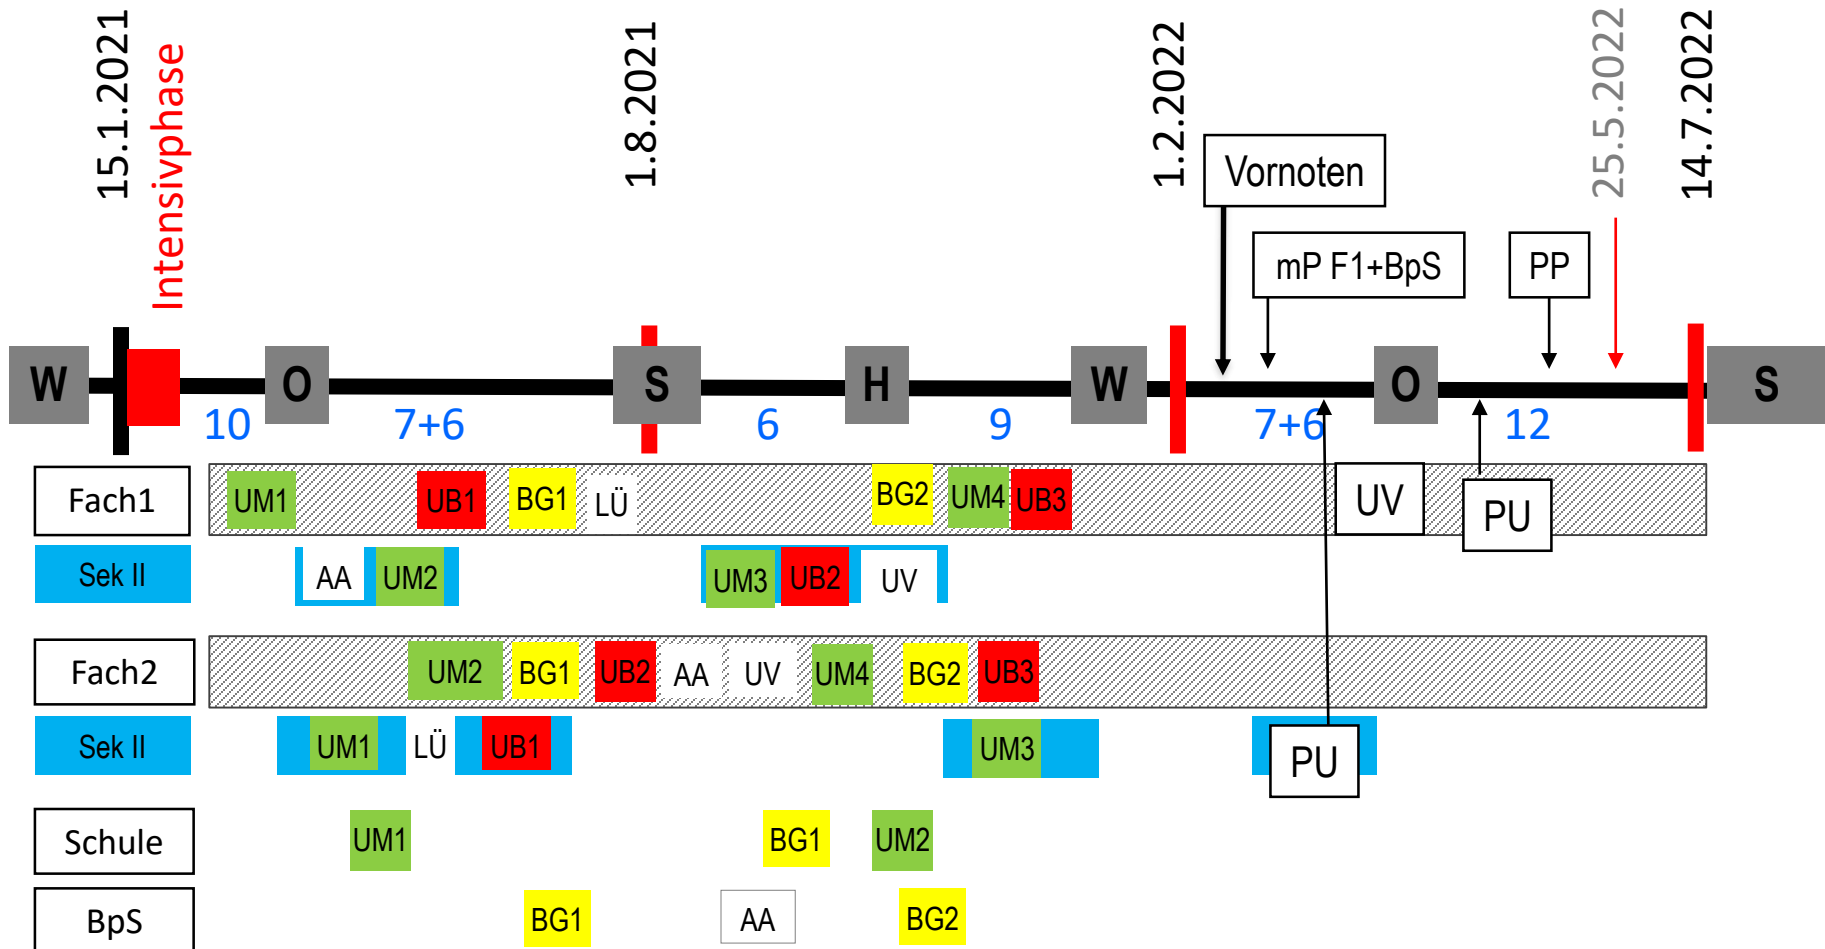 15.1.2021
Intensivphase
1.8.2021
1.2.2022
25.5.2022
14.7.2022
Vornoten
mP F1+BpS
PP
W
O
S
H
W
O
S
10
7+6
6
9
7+6
12
Fach1
UM1
UB1
BG1
LÜ
BG2
UM4
UB3
UV
PU
Sek II
AA
UM2
UM3
UB2
UV
Fach2
UM2
BG1
UB2
AA
UV
UM4
BG2
UB3
Sek II
UM1
LÜ
UB1
UM3
PU
Schule
UM1
BG1
UM2
BpS
BG1
AA
BG2